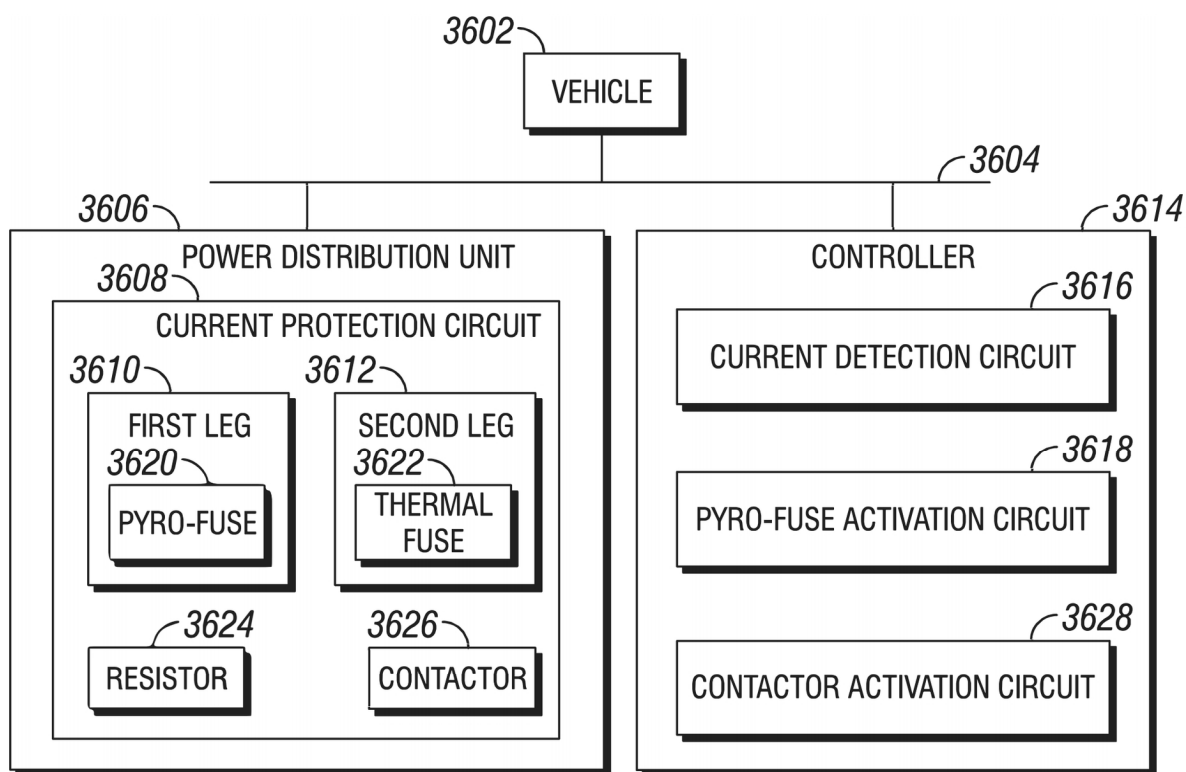 3602
VEHICLE
3604
3606
POWER DISTRIBUTION UNIT
3608
CURRENT PROTECTION CIRCUIT
3610
FIRST LEG
3620
PYRO-FUSE
3612
SECOND LEG
3622
THERMAL
FUSE
3624
RESISTOR
3626
CONTACTOR
3614
CONTROLLER
3616
CURRENT DETECTION CIRCUIT
3618
PYRO-FUSE ACTIVATION CIRCUIT
3628
CONTACTOR ACTIVATION CIRCUIT